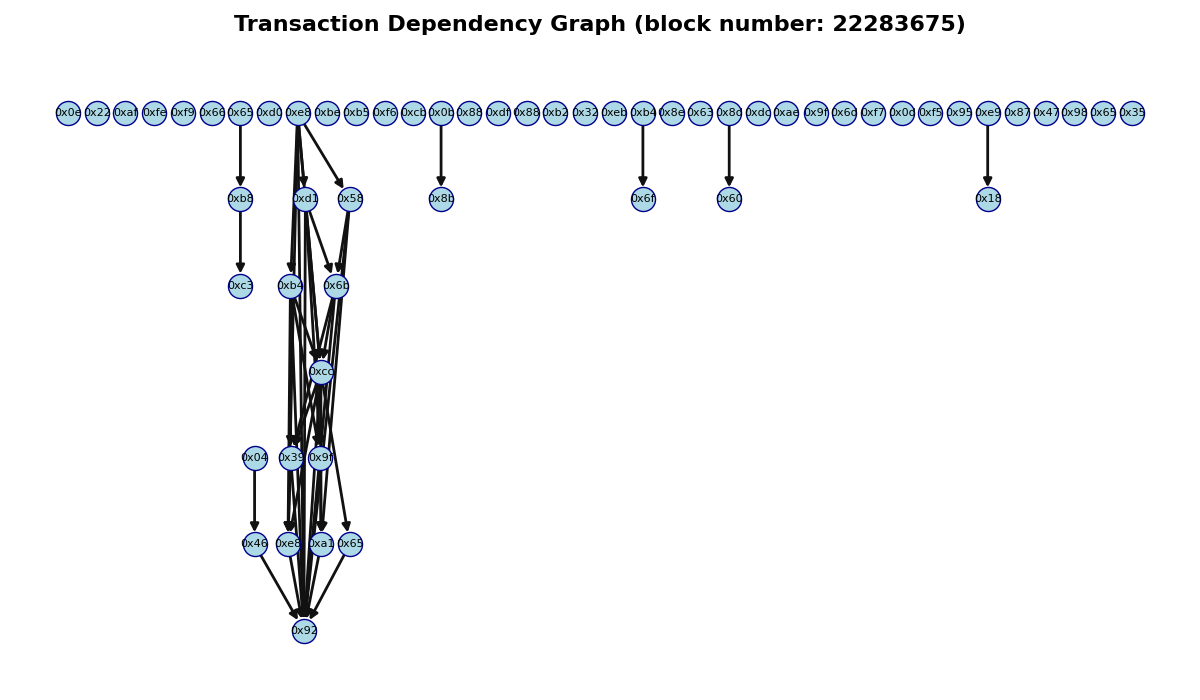 Transaction Dependency Graph (block number: 22283675)
0x0e 0x22 0xaf 0xfe 0xf9 0x66 0x65 0xd0 0xe8 0xbe 0xb5 0xf6 0xcb 0x0b 0x88 0xdf 0x88 0xb2 0x32 0xeb 0xb4 0x8e 0x63 0x8d 0xdc 0xae 0x9f 0x6d 0xf7 0x0d 0xf5 0x95 0xe9 0x87 0x47 0x98 0x65 0x35
0xb8 0xd1 0x58 0x8b 0x6f 0x60 0x18
0xc3 0xb4 0x6b
0xcc
0x04 0x39 0x9f
0x46 0xe8 0xa1 0x65
0x92